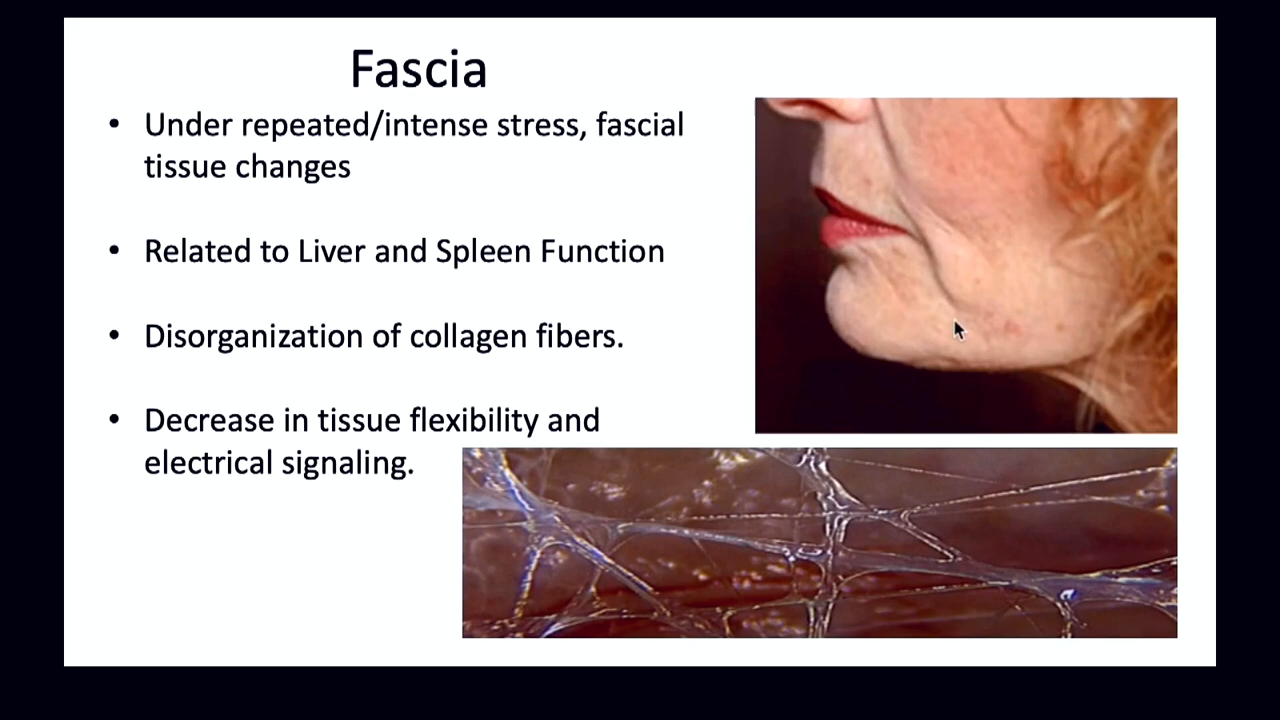 Fascia
• Under repeated/intense stress, fascial
tissue changes
• Related to Liver and Spleen Function
• Disorganization of collagen fibers.
• Decrease in tissue flexibility and
electrical signaling.